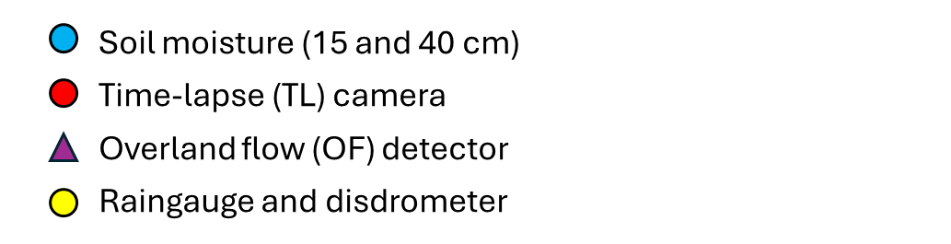 Soil moisture (15 and 40 cm)
Time-lapse (TL) camera
Overland flow (OF) detector
Raingauge and disdrometer